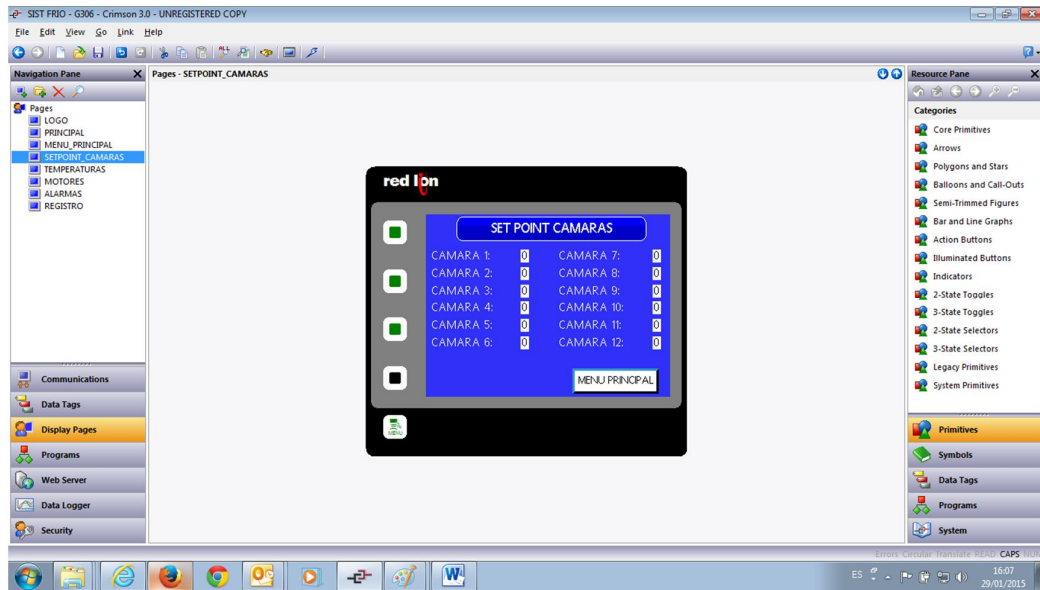 SIST FRIO - G306 - Crimson 3.0 - UNREGISTERED COPY
File Edit View Go Link Help
Navigation Pane
Pages - SETPOINT_CAMARAS
Resource Pane
Pages
LOGO
PRINCIPAL
MENU_PRINCIPAL
SETPOINT_CAMARAS
TEMPERATURAS
MOTORES
ALARMAS
REGISTRO
Communications
Data Tags
Display Pages
Programs
Web Server
Data Logger
Security
red lion
SET POINT CAMARAS
CAMARA 1: 0 CAMARA 7: 0
CAMARA 2: 0 CAMARA 8: 0
CAMARA 3: 0 CAMARA 9: 0
CAMARA 4: 0 CAMARA 10: 0
CAMARA 5: 0 CAMARA 11: 0
CAMARA 6: 0 CAMARA 12: 0
MENU PRINCIPAL
MENU
Categories
Core Primitives
Arrows
Polygons and Stars
Balloons and Call-Outs
Semi-Trimmed Figures
Bar and Line Graphs
Action Buttons
Illuminated Buttons
Indicators
2-State Toggles
3-State Toggles
2-State Selectors
3-State Selectors
Legacy Primitives
System Primitives
Primitives
Symbols
Data Tags
Programs
System
Errors Circular Translate READ CAPS NUM
ES
16:07
29/01/2015